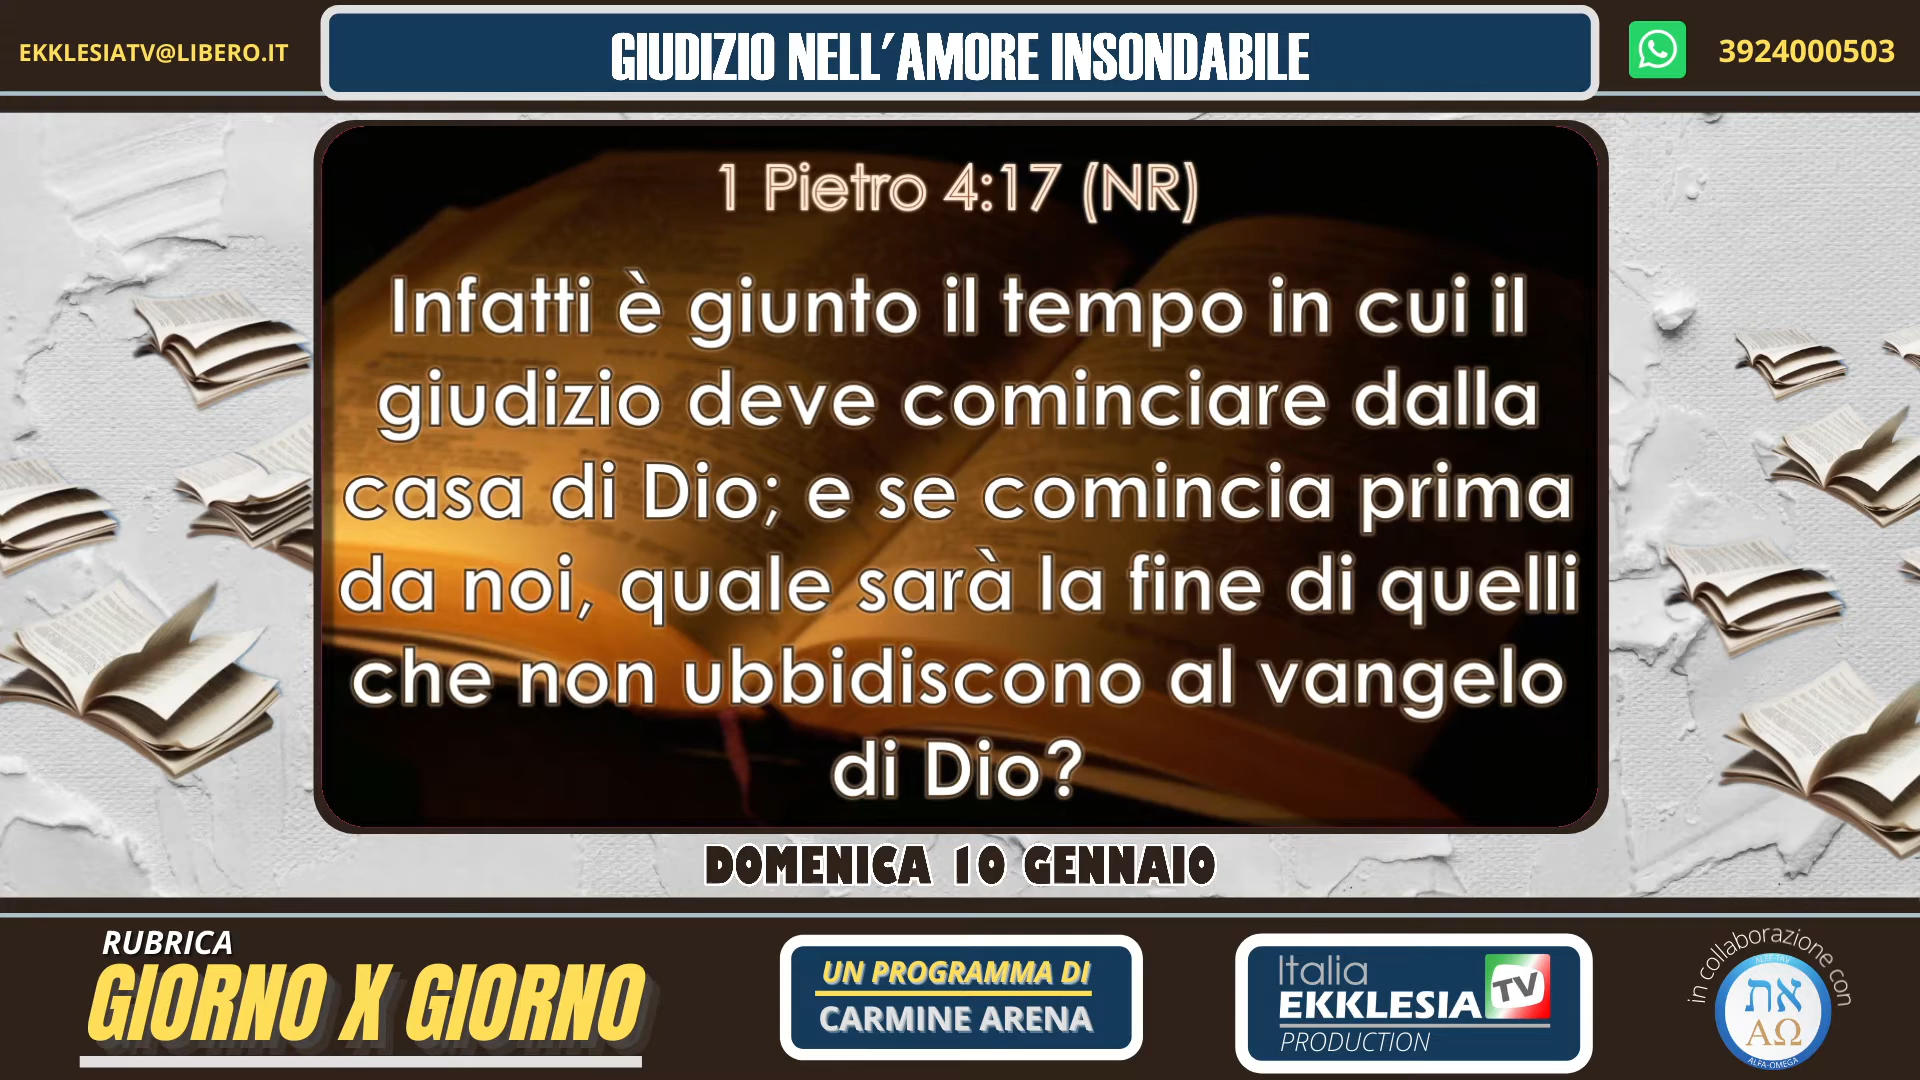 EKKLESIATV@LIBERO.IT
GIUDIZIO NELL'AMORE INSONDABILE
3924000503
1 Pietro 4:17 (NR)
Infatti è giunto il tempo in cui il
giudizio deve cominciare dalla
casa di Dio; e se comincia prima
da noi, quale sarà la fine di quelli
che non ubbidiscono al vangelo
di Dio?
DOMENICA 10 GENNAIO
RUBRICA
GIORNO X GIORNO
UN PROGRAMMA DI
CARMINE ARENA
Italia
EKKLESIA TV
PRODUCTION
in collaborazione con
ALEF-TAV
את
ΑΩ
ALFA-OMEGA